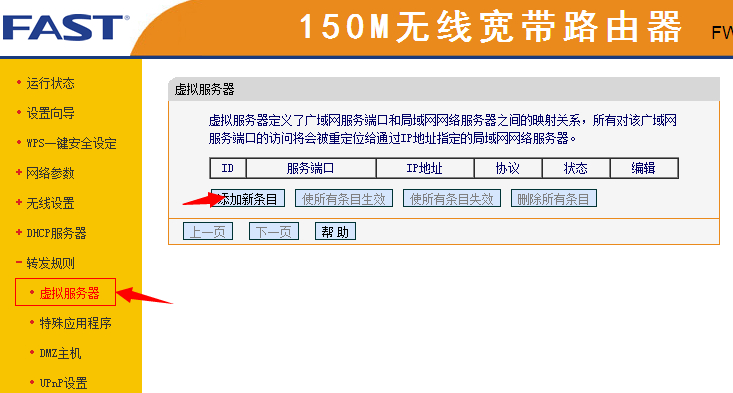 FAST®
150M无线宽带路由器
FW
运行状态
设置向导
WPS一键安全设定
网络参数
无线设置
DHCP服务器
转发规则
虚拟服务器
特殊应用程序
DMZ主机
UPnP设置
虚拟服务器
虚拟服务器定义了广域网服务端口和局域网网络服务器之间的映射关系，所有对该广域网
服务端口的访问将会被重定位给通过IP地址指定的局域网网络服务器。
ID 服务端口 IP地址 协议 状态 编辑
添加新条目 使所有条目生效 使所有条目失效 删除所有条目
上一页 下一页 帮 助